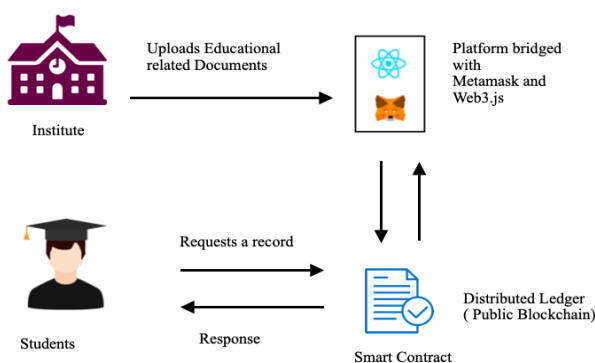 Uploads Educational
related Documents
Platform bridged
with
Metamask and
Web3.js
Institute
Requests a record
Distributed Ledger
( Public Blockchain)
Response
Students
Smart Contract